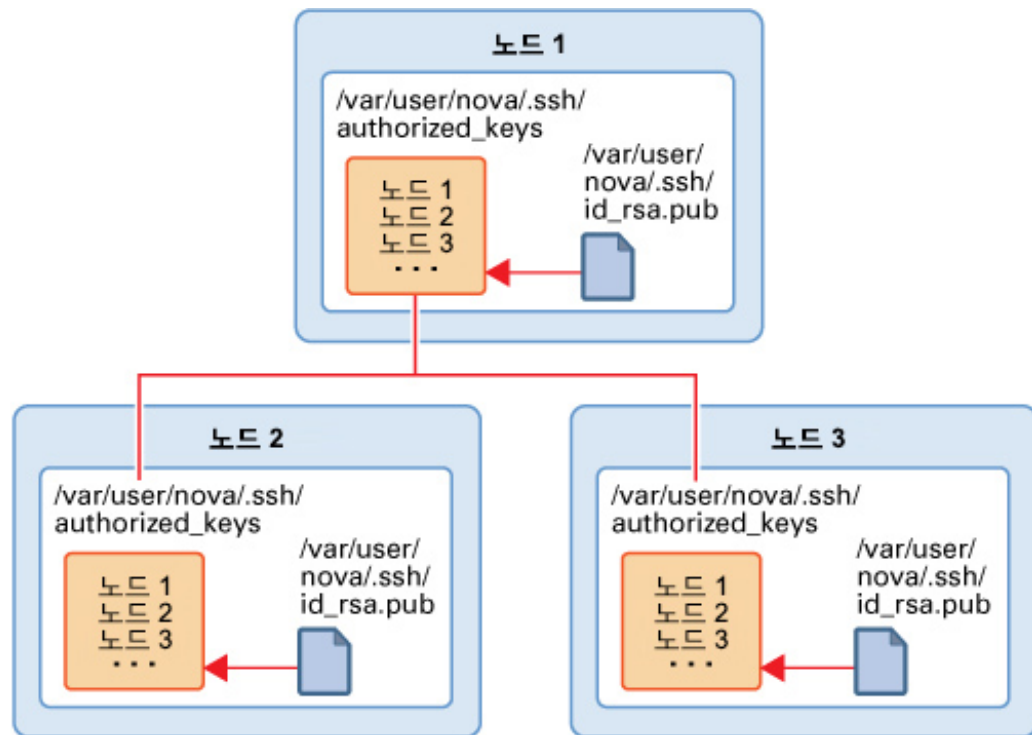 노드 1
/var/user/nova/.ssh/
authorized_keys
노드 1
노드 2
노드 3
...
/var/user/
nova/.ssh/
id_rsa.pub
노드 2
/var/user/nova/.ssh/
authorized_keys
노드 1
노드 2
노드 3
...
/var/user/
nova/.ssh/
id_rsa.pub
노드 3
/var/user/nova/.ssh/
authorized_keys
노드 1
노드 2
노드 3
...
/var/user/
nova/.ssh/
id_rsa.pub